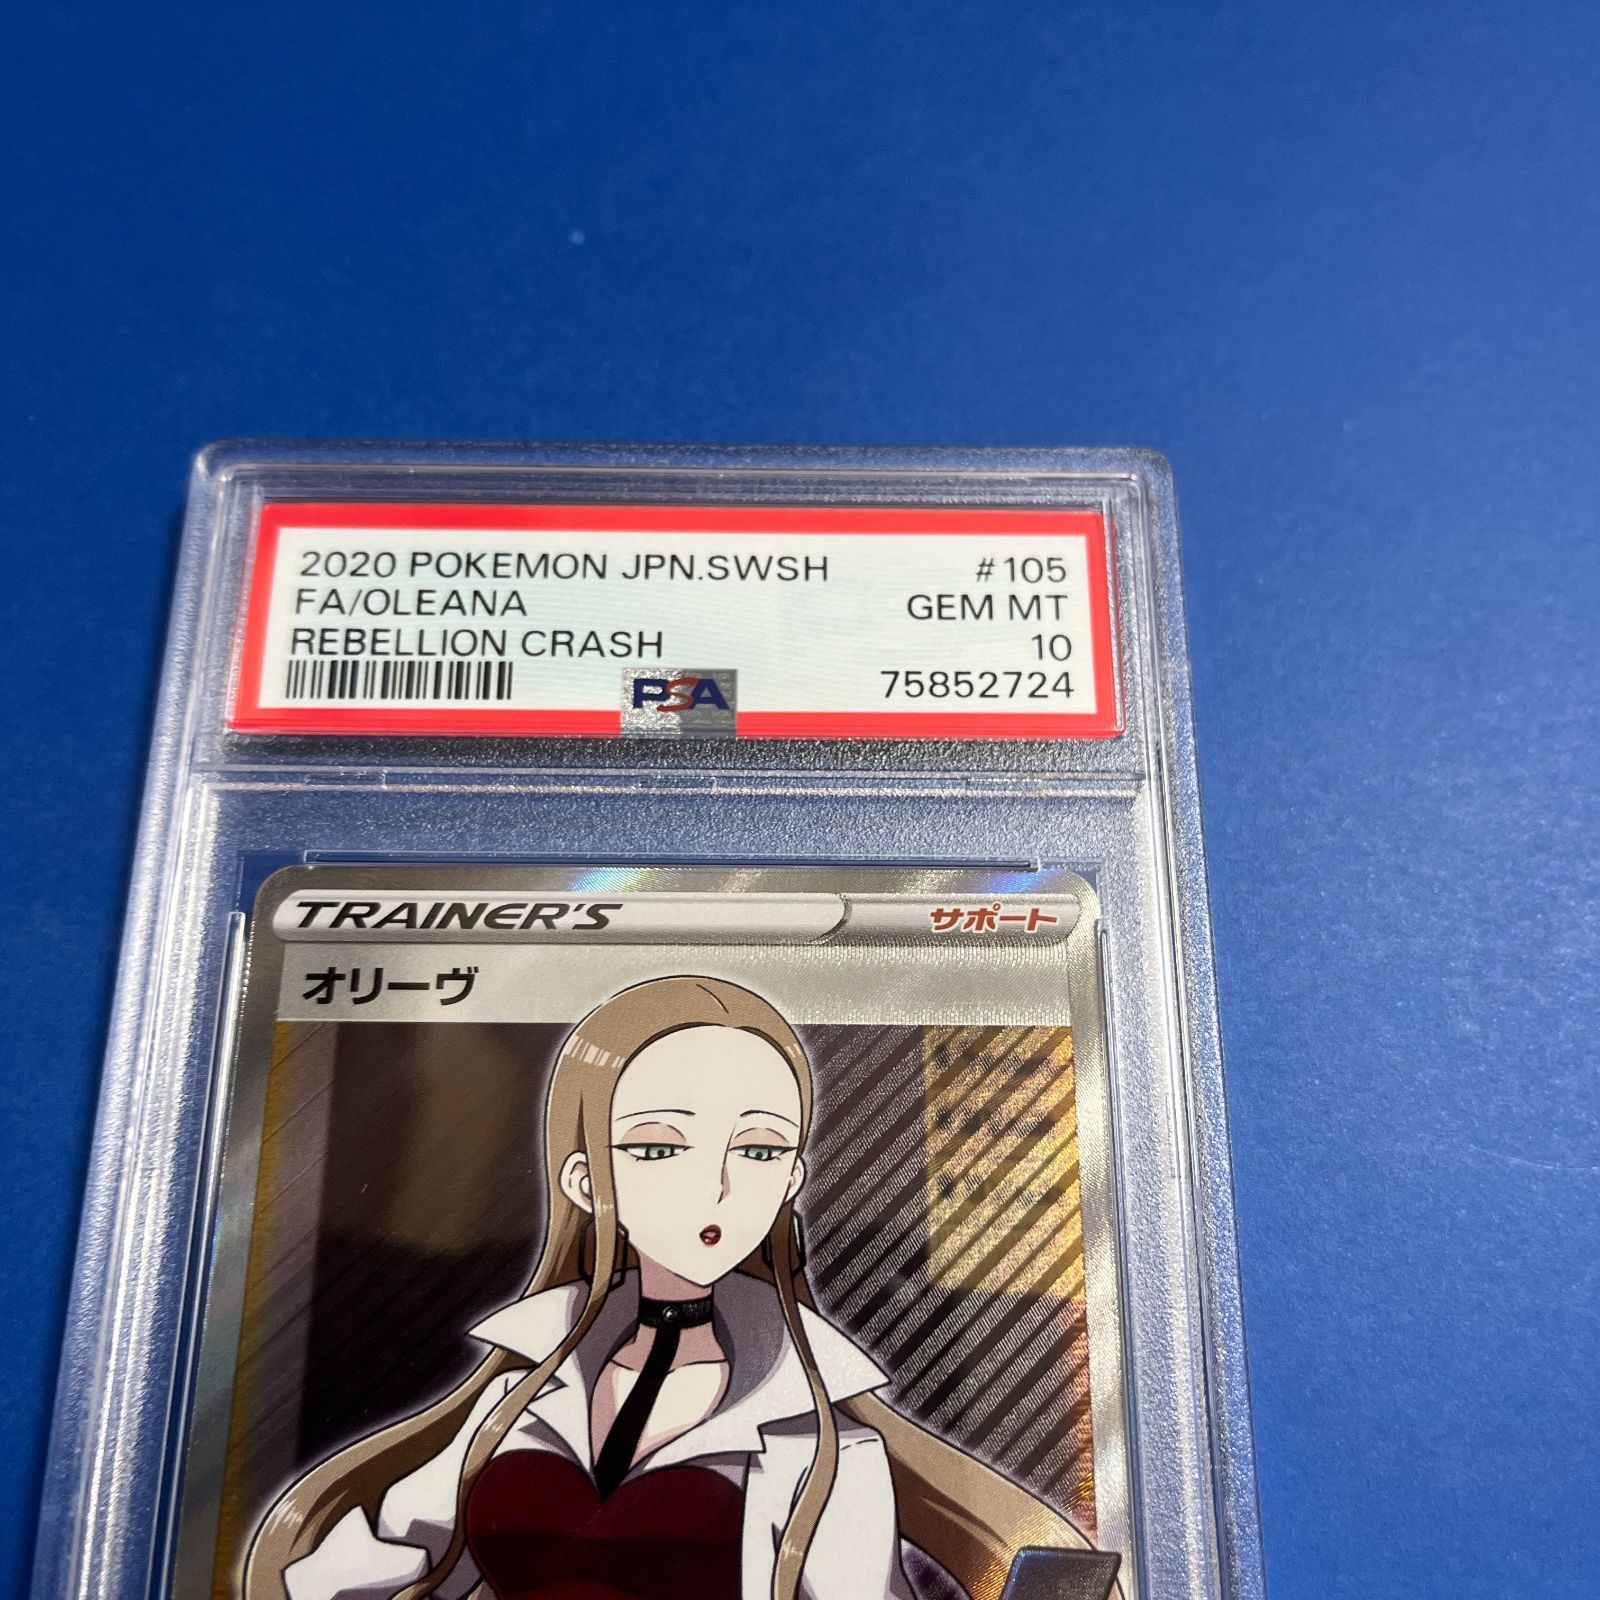 2020 POKEMON JPN.SWSH #105
FA/OLEANA GEM MT
REBELLION CRASH 10
PSA 75852724
TRAINER'S サポート
オリーヴ